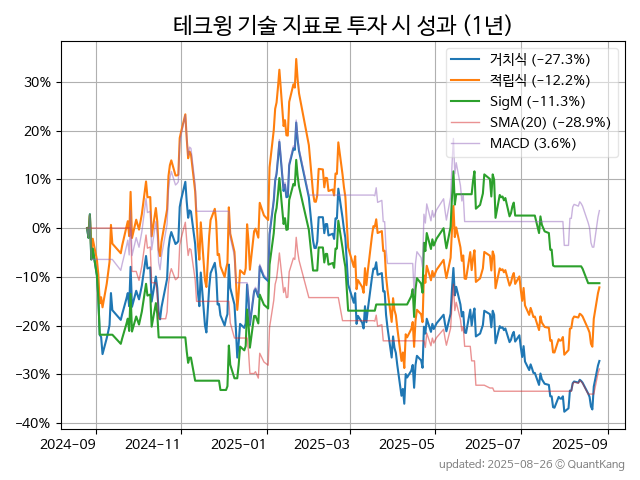 테크윙 기술 지표로 투자 시 성과 (1년)
거치식 (−27.3%)
적립식 (−12.2%)
SigM (−11.3%)
SMA(20) (−28.9%)
MACD (3.6%)
30%
20%
10%
0%
−10%
−20%
−30%
−40%
2024-09 2024-11 2025-01 2025-03 2025-05 2025-07 2025-09
updated: 2025-08-26 © QuantKang